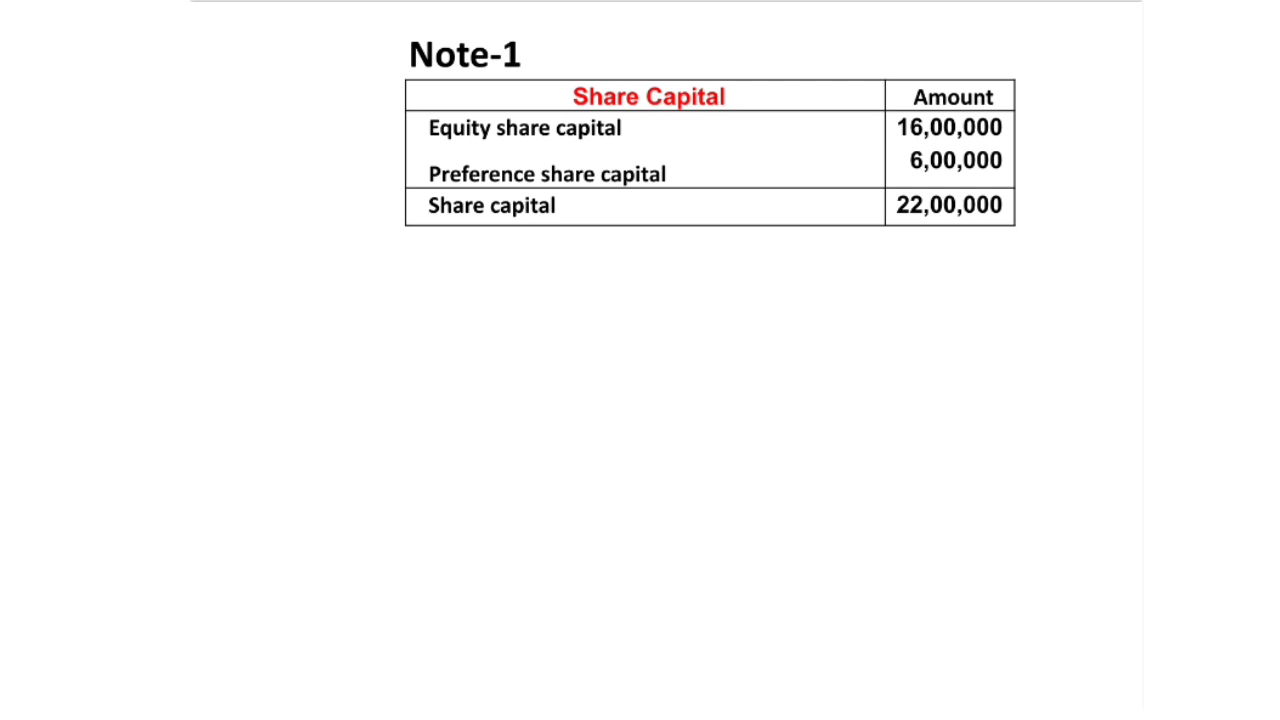 Note-1
Share Capital Amount
Equity share capital 16,00,000
Preference share capital 6,00,000
Share capital 22,00,000